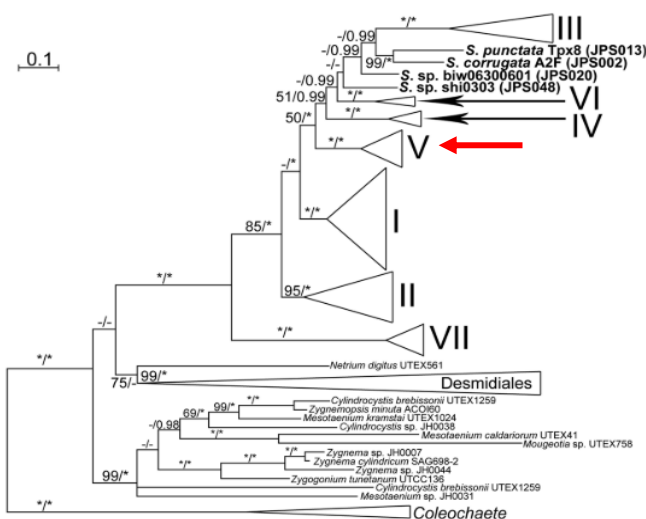 */*
III
-/0.99
0.1
-/0.99
S. punctata Tpx8 (JPS013)
99/*
S. corrugata A2F (JPS002)
-/-
S. sp. biw06300601 (JPS020)
-/0.99
S. sp. shi0303 (JPS048)
51/0.99
*/*
VI
50/*
*/*
IV
*/*
V
-/*
*/*
I
85/*
*/*
95/*
II
-/-
*/*
VII
*/*
Netrium digitus UTEX561
75/-
99/*
Desmidiales
*/*
Cylindrocystis brebissonii UTEX1259
99/*
Zygnemopsis minuta ACOI60
69/*
Mesotaenium kramstai UTEX1024
-/0.98
Cylindrocystis sp. JH0038
*/*
Mesotaenium caldariorum UTEX41
-/-
Mougeotia sp. UTEX758
Zygnema sp. JH0007
*/*
Zygnema cylindricum SAG698-2
*/*
*/*
Zygnema sp. JH0044
Zygogonium tunetanum UTCC136
99/*
Cylindrocystis brebissonii UTEX1259
Mesotaenium sp. JH0031
*/*
Coleochaete